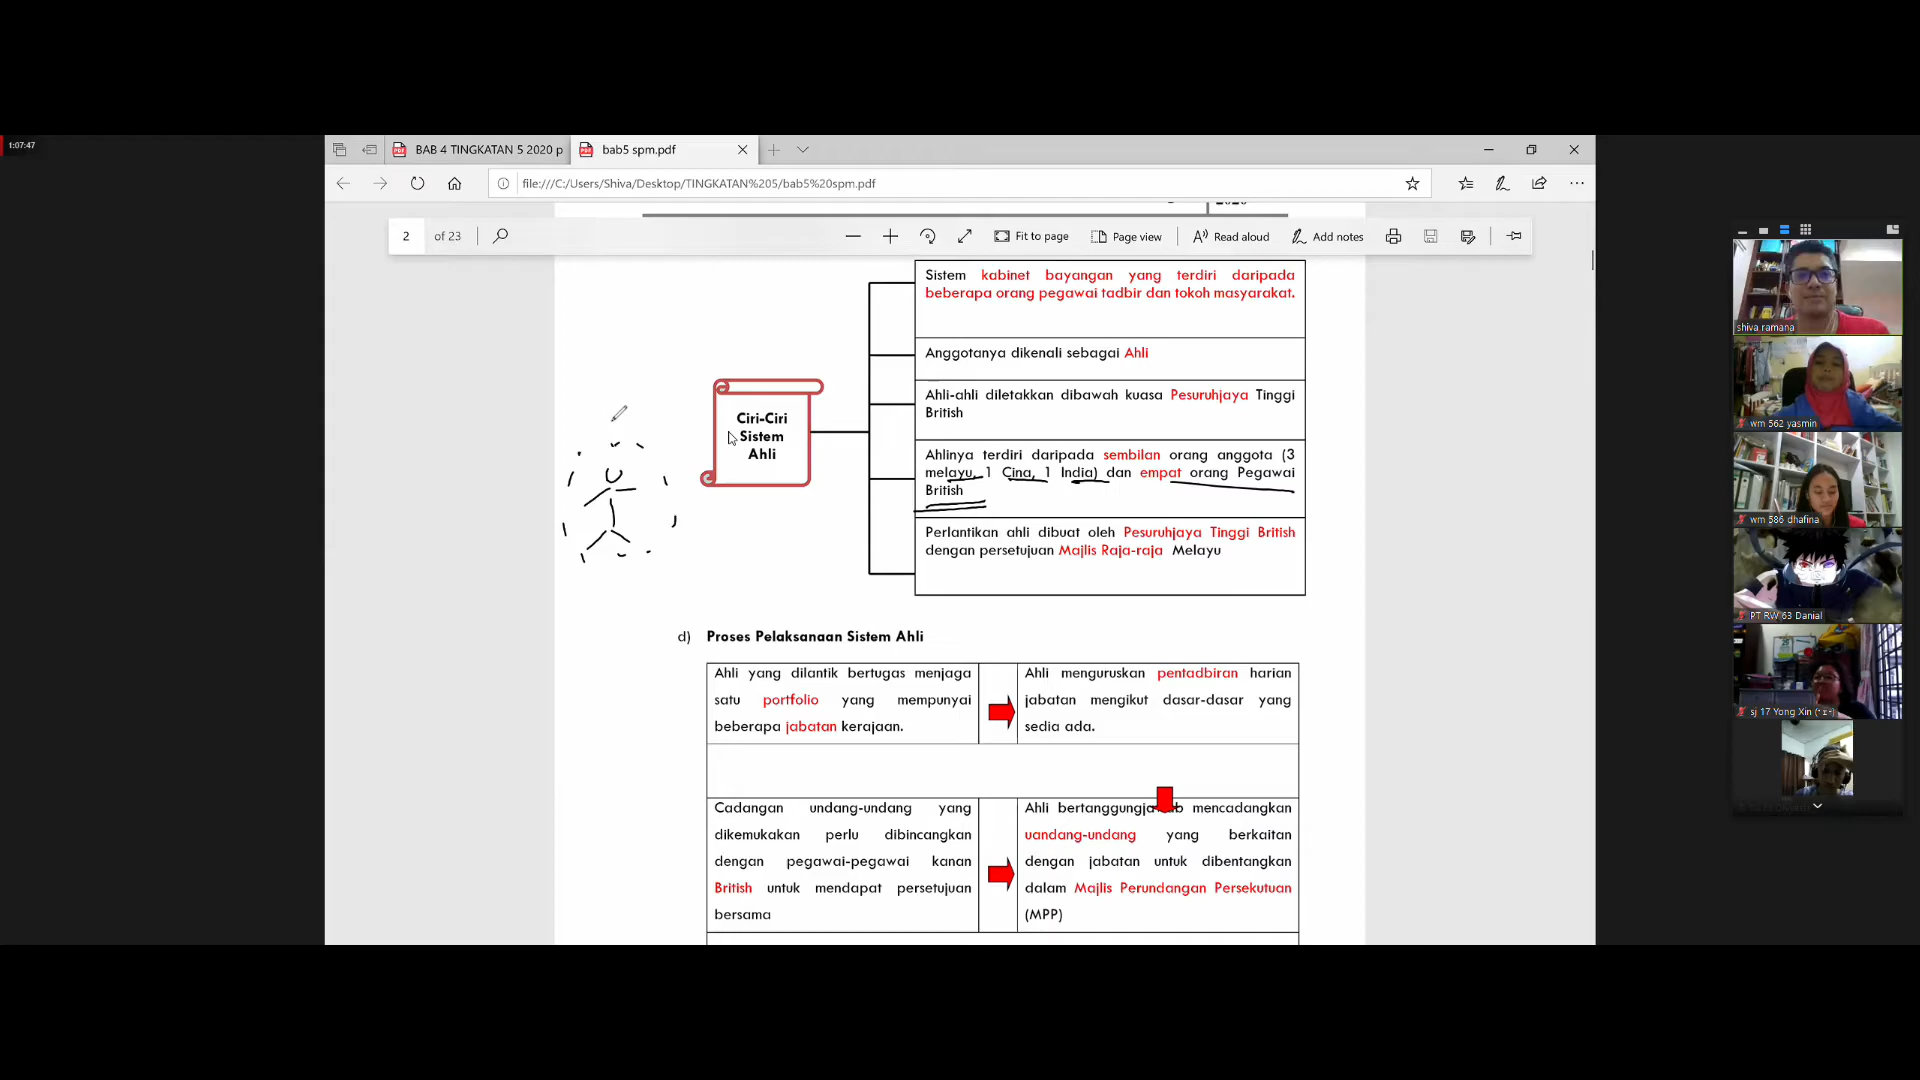 1:07:47
BAB 4 TINGKATAN 5 2020 p
bab5 spm.pdf
file:///C:/Users/Shiva/Desktop/TINGKATAN%205/bab5%20spm.pdf
2 of 23
Fit to page
Page view
Read aloud
Add notes
Sistem kabinet bayangan yang terdiri daripada
beberapa orang pegawai tadbir dan tokoh masyarakat.
Anggotanya dikenali sebagai Ahli
Ahli-ahli diletakkan dibawah kuasa Pesuruhjaya Tinggi
British
Ciri-Ciri
Sistem
Ahli
Ahlinya terdiri daripada sembilan orang anggota (3
melayu, 1 Cina, 1 India) dan empat orang Pegawai
British
Perlantikan ahli dibuat oleh Pesuruhjaya Tinggi British
dengan persetujuan Majlis Raja-raja Melayu
d) Proses Pelaksanaan Sistem Ahli
Ahli yang dilantik bertugas menjaga
satu portfolio yang mempunyai
beberapa jabatan kerajaan.
Ahli menguruskan pentadbiran harian
jabatan mengikut dasar-dasar yang
sedia ada.
Cadangan undang-undang yang
dikemukakan perlu dibincangkan
dengan pegawai-pegawai kanan
British untuk mendapat persetujuan
bersama
Ahli mencadangkan
uandang-undang yang berkaitan
dengan jabatan untuk dibentangkan
dalam Majlis Perundangan Persekutuan
(MPP)
shiva ramana
wm 562 yasmin
wm 586 dhafina
PT RW 63 Danial
sj 17 Yong Xin